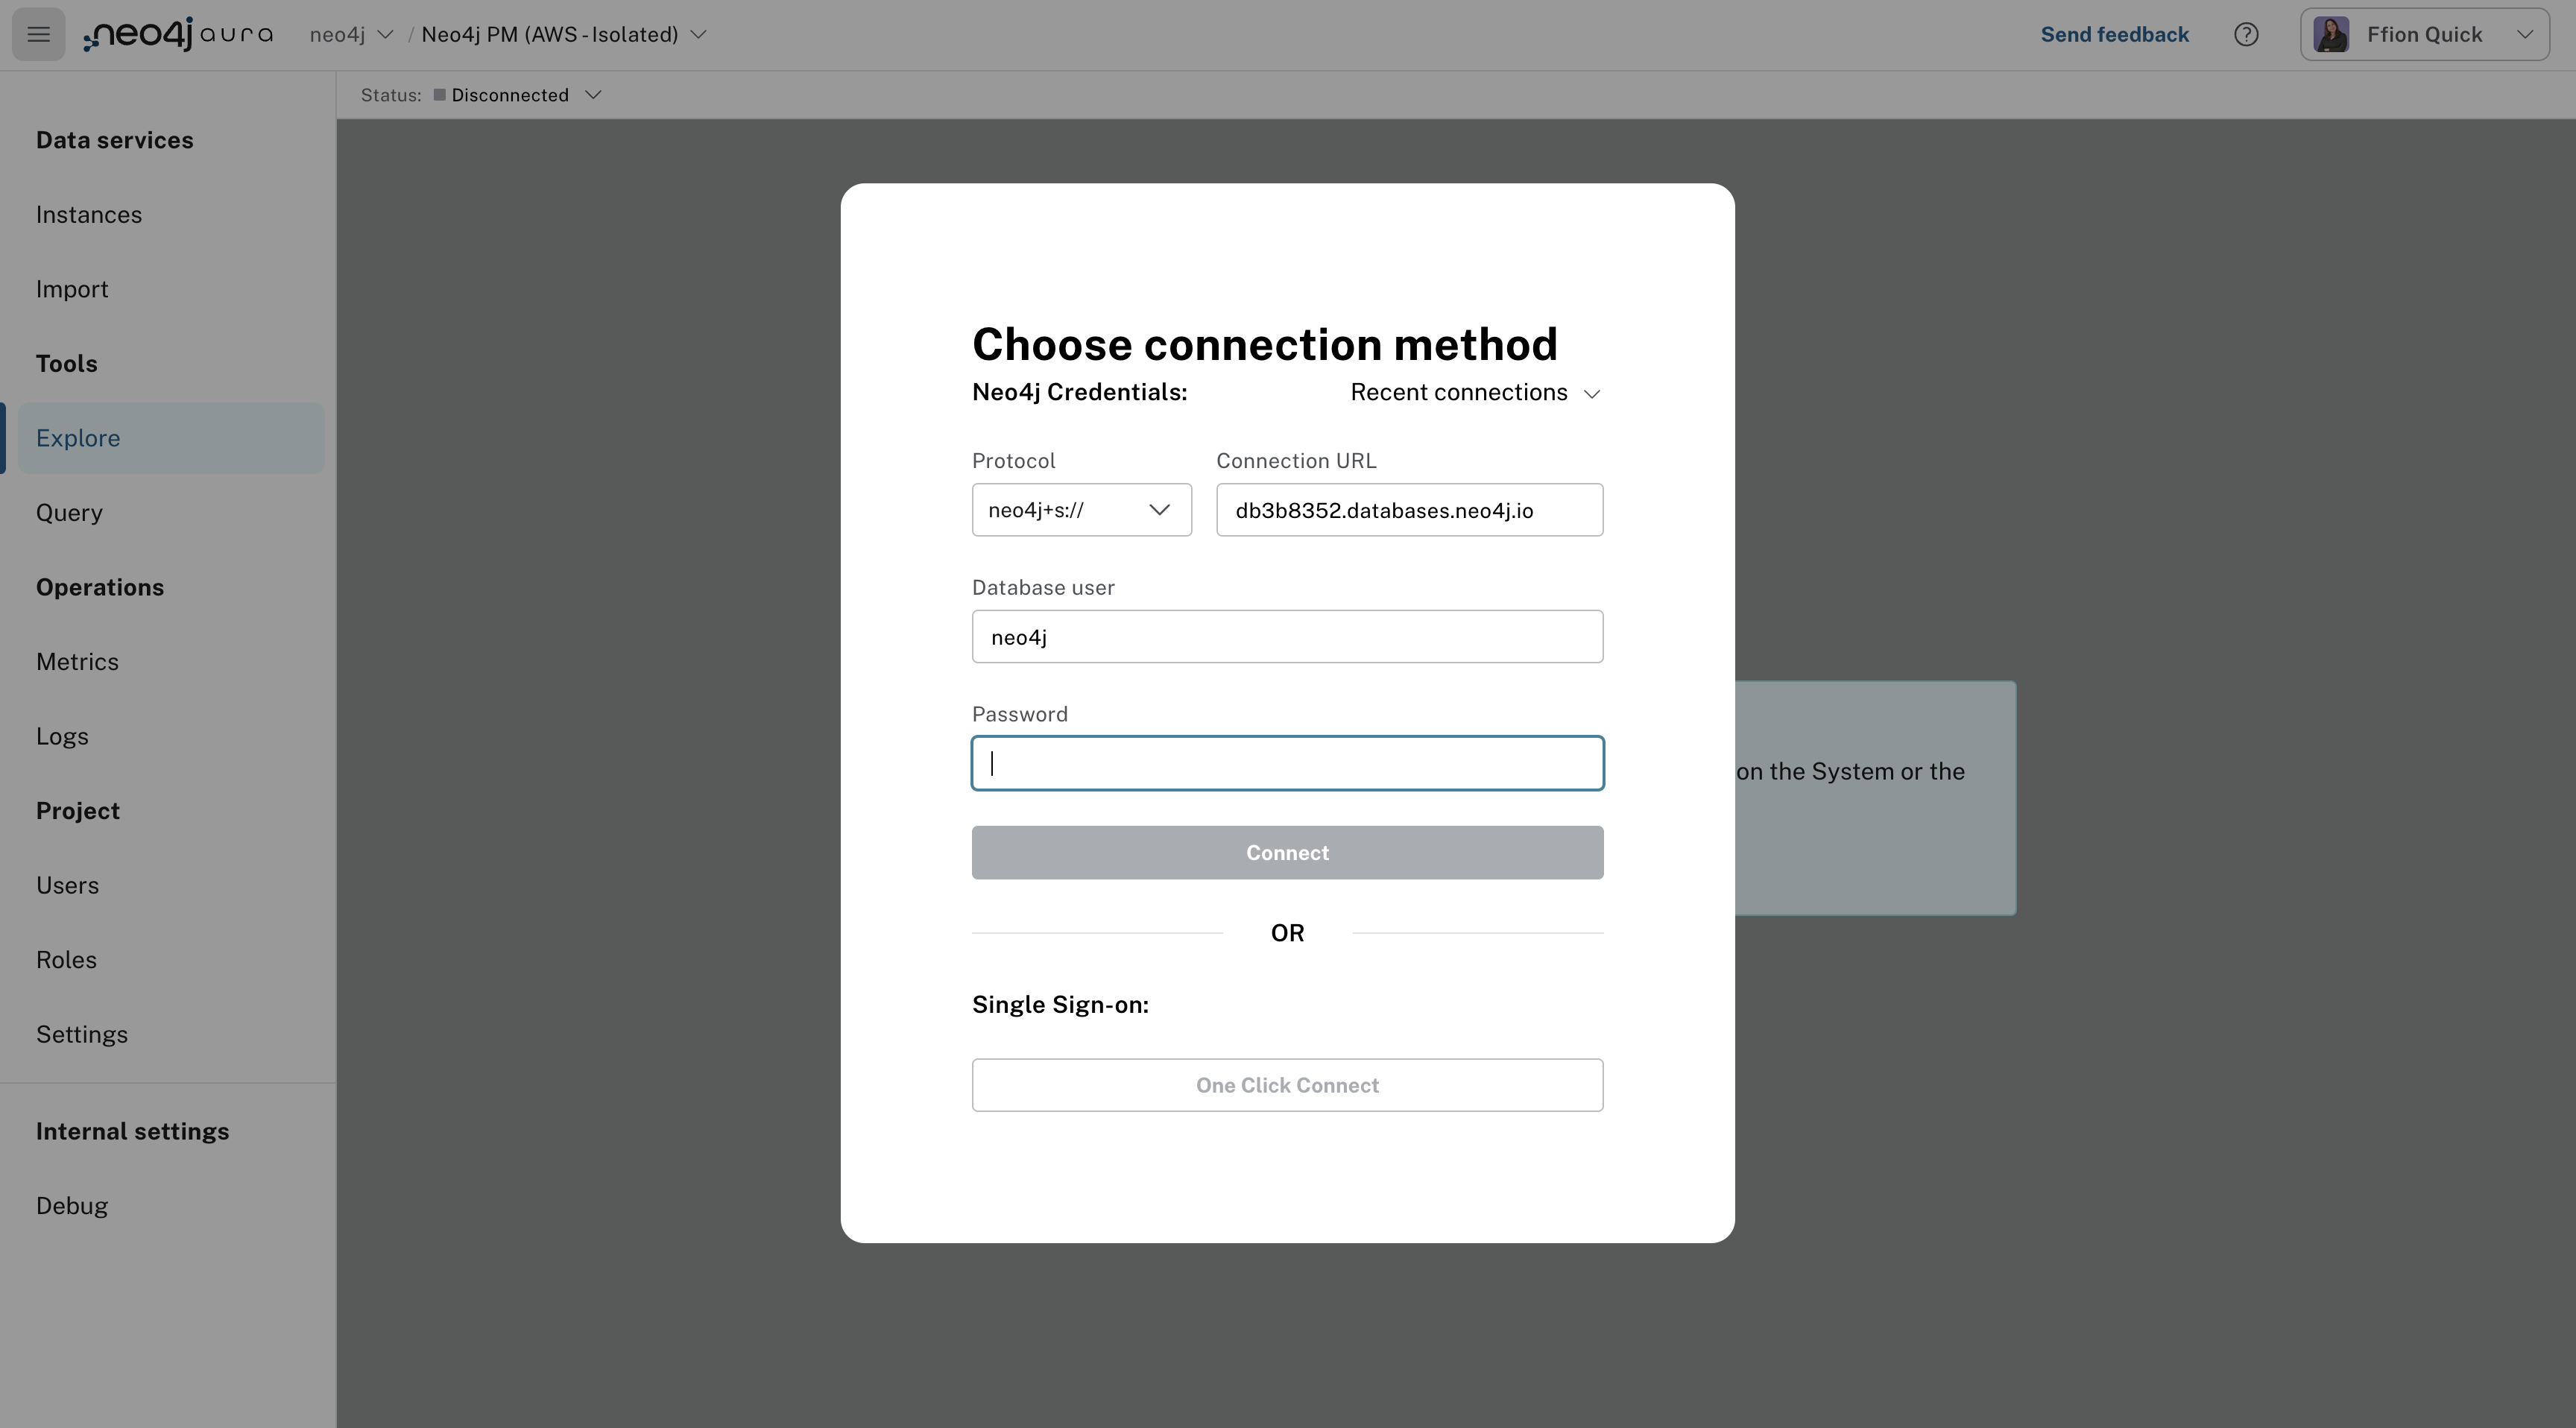 neo4j aura neo4j / Neo4j PM (AWS - Isolated) Send feedback ? Ffion Quick
Status: Disconnected
Data services
Instances
Import
Tools
Explore
Query
Operations
Metrics
Logs
Project
Users
Roles
Settings
Internal settings
Debug
Choose connection method
Neo4j Credentials: Recent connections
Protocol Connection URL
neo4j+s:// db3b8352.databases.neo4j.io
Database user
neo4j
Password
Connect
OR
Single Sign-on:
One Click Connect
on the System or the